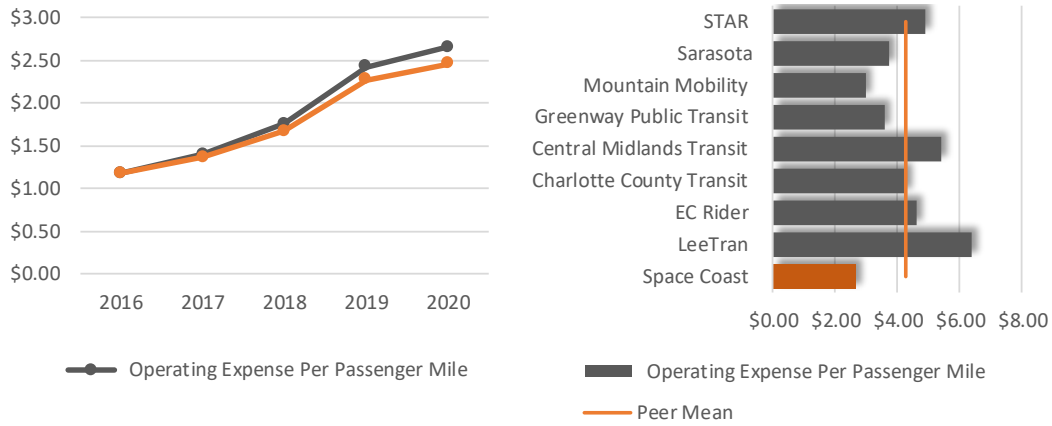 $3.00
$2.50
$2.00
$1.50
$1.00
$0.50
$0.00
2016 2017 2018 2019 2020
Operating Expense Per Passenger Mile
STAR
Sarasota
Mountain Mobility
Greenway Public Transit
Central Midlands Transit
Charlotte County Transit
EC Rider
LeeTran
Space Coast
$0.00 $2.00 $4.00 $6.00 $8.00
Operating Expense Per Passenger Mile
Peer Mean